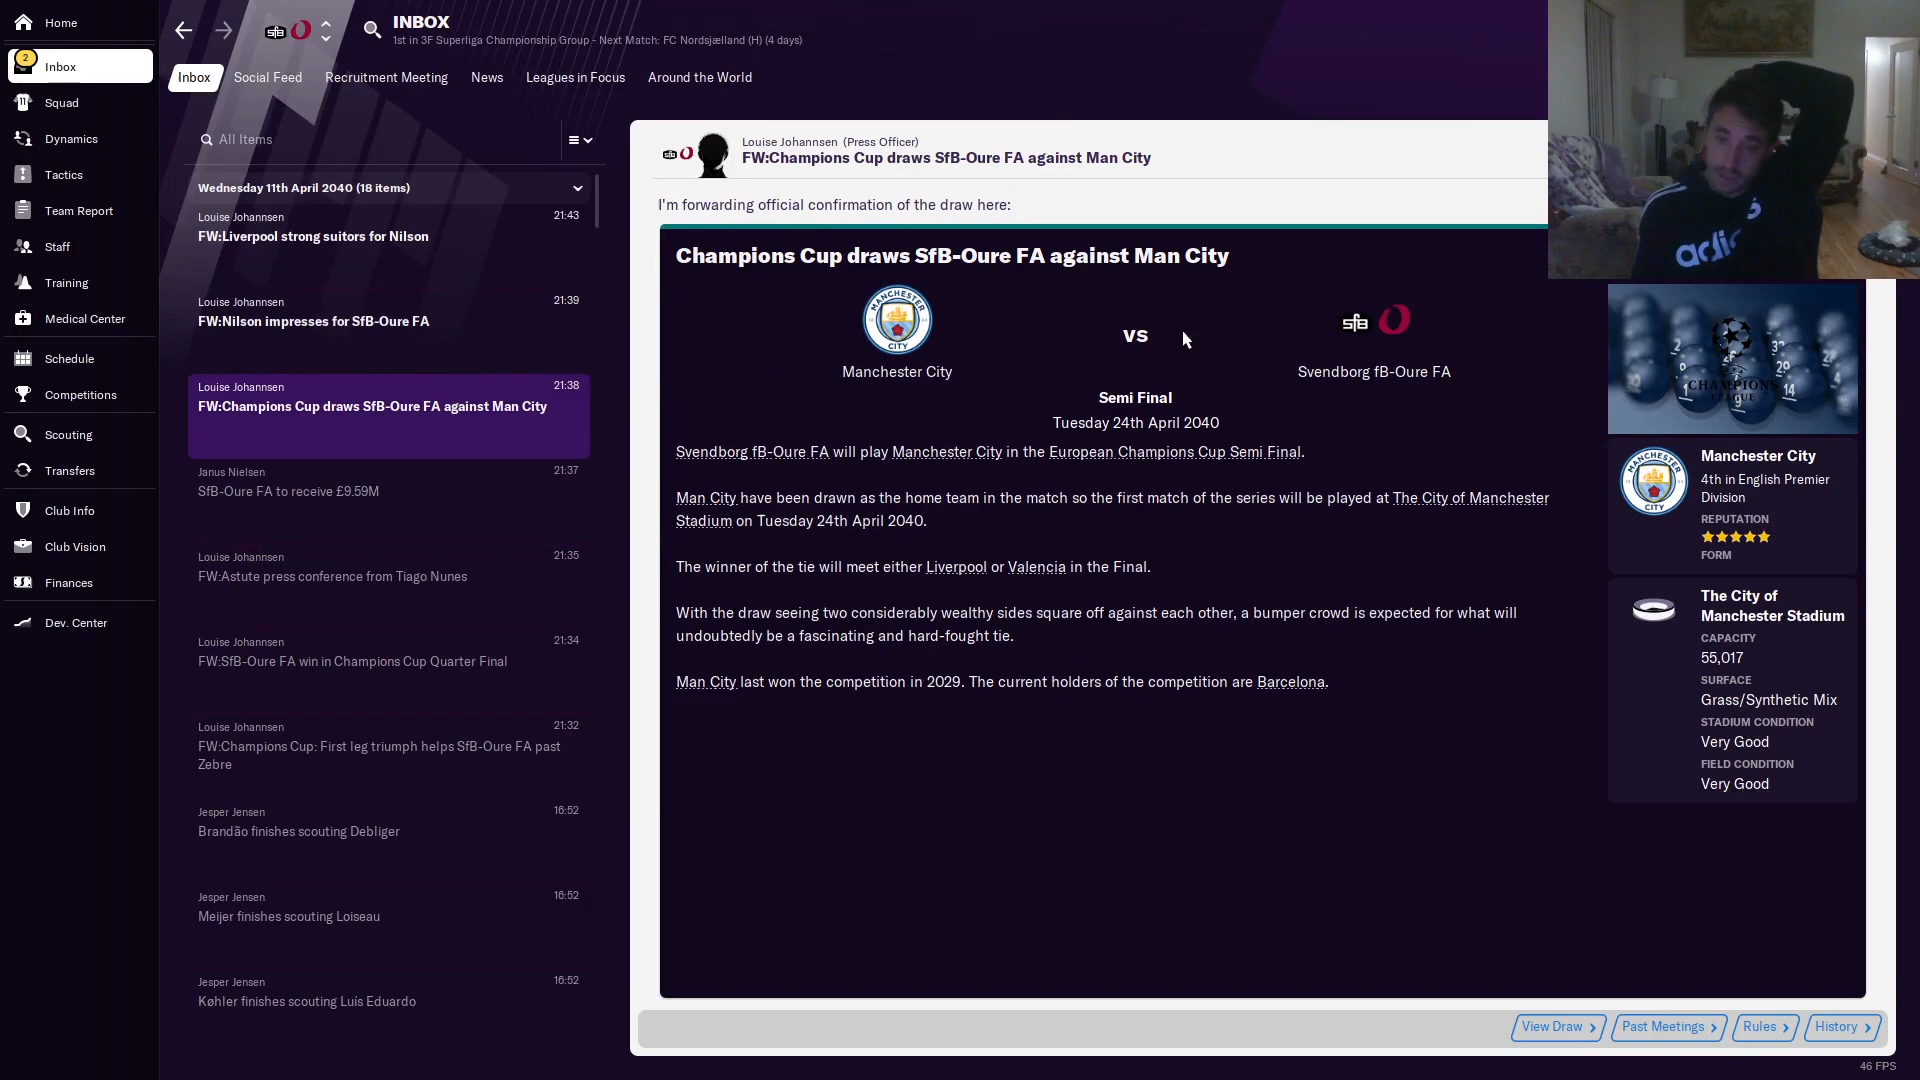 Home
2
Inbox
Squad
Dynamics
Tactics
Team Report
Staff
Training
Medical Center
Schedule
Competitions
Scouting
Transfers
Club Info
Club Vision
Finances
Dev. Center
sfb
INBOX
1st in 3F Superliga Championship Group - Next Match: FC Nordsjælland (H) (4 days)
Inbox
Social Feed
Recruitment Meeting
News
Leagues in Focus
Around the World
All Items
Wednesday 11th April 2040 (18 items)
Louise Johannsen 21:43
FW:Liverpool strong suitors for Nilson
Louise Johannsen 21:39
FW:Nilson impresses for SfB-Oure FA
Louise Johannsen 21:38
FW:Champions Cup draws SfB-Oure FA against Man City
Janus Nielsen 21:37
SfB-Oure FA to receive £9.59M
Louise Johannsen 21:35
FW:Astute press conference from Tiago Nunes
Louise Johannsen 21:34
FW:SfB-Oure FA win in Champions Cup Quarter Final
Louise Johannsen 21:32
FW:Champions Cup: First leg triumph helps SfB-Oure FA past
Zebre
Jesper Jensen 16:52
Brandão finishes scouting Debliger
Jesper Jensen 16:52
Meijer finishes scouting Loiseau
Jesper Jensen 16:52
Køhler finishes scouting Luís Eduardo
Louise Johannsen (Press Officer)
FW:Champions Cup draws SfB-Oure FA against Man City
I'm forwarding official confirmation of the draw here:
Champions Cup draws SfB-Oure FA against Man City
MANCHESTER
CITY
vs
sfb
Manchester City
Svendborg fB-Oure FA
Semi Final
Tuesday 24th April 2040
Svendborg fB-Oure FA will play Manchester City in the European Champions Cup Semi Final.
Man City have been drawn as the home team in the match so the first match of the series will be played at The City of Manchester
Stadium on Tuesday 24th April 2040.
The winner of the tie will meet either Liverpool or Valencia in the Final.
With the draw seeing two considerably wealthy sides square off against each other, a bumper crowd is expected for what will
undoubtedly be a fascinating and hard-fought tie.
Man City last won the competition in 2029. The current holders of the competition are Barcelona.
CHAMPIONS
LEAGUE
Manchester City
4th in English Premier
Division
REPUTATION
FORM
The City of
Manchester Stadium
CAPACITY
55,017
SURFACE
Grass/Synthetic Mix
STADIUM CONDITION
Very Good
FIELD CONDITION
Very Good
View Draw
Past Meetings
Rules
History
46 FPS